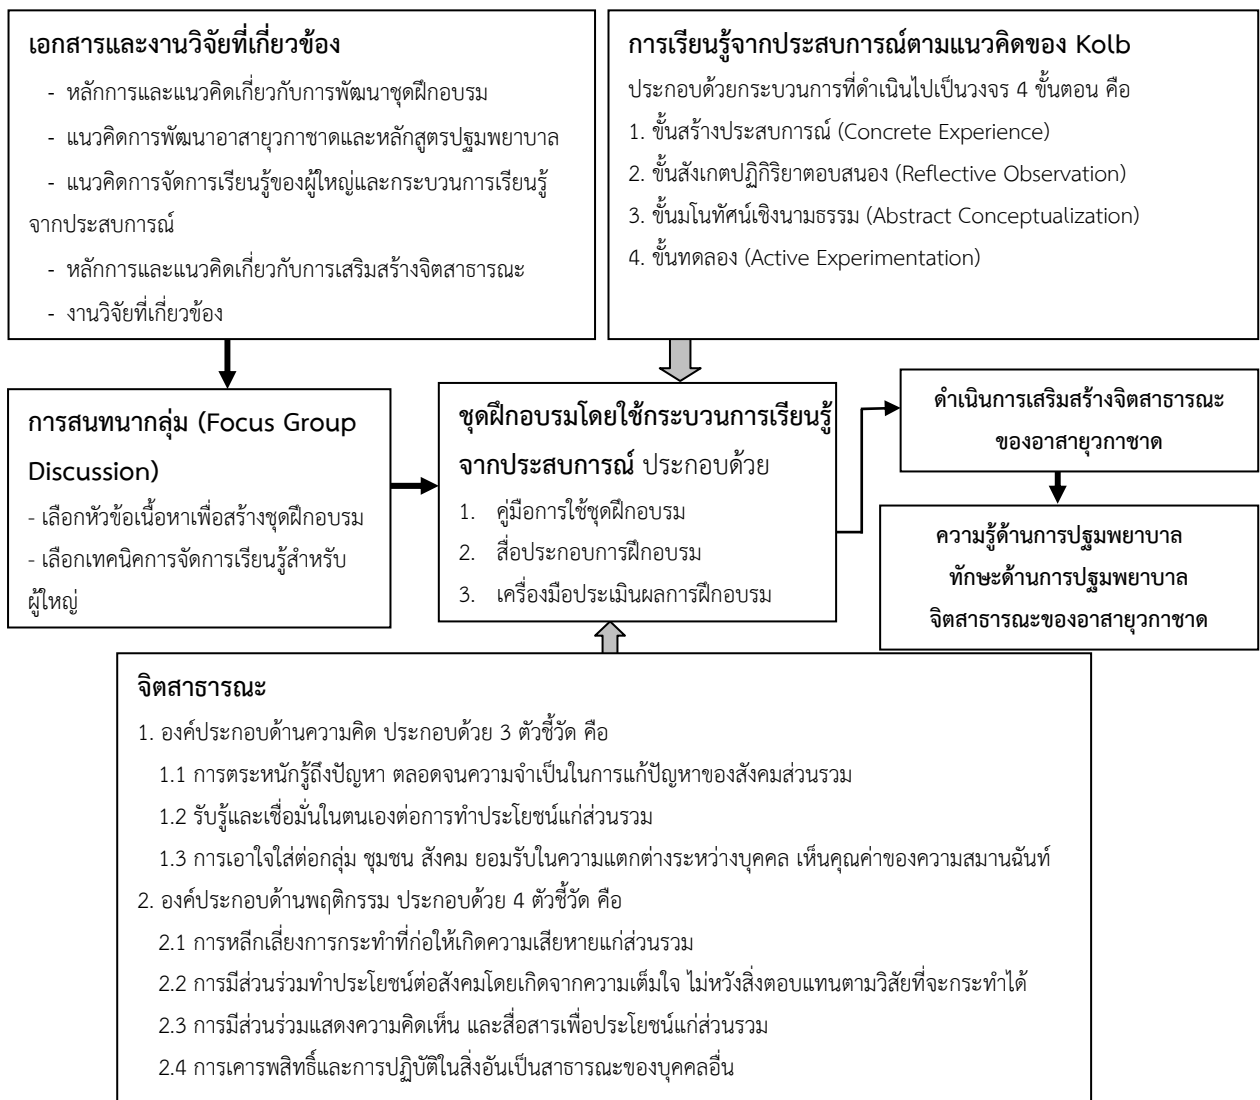 เอกสารและงานวิจัยที่เกี่ยวข้อง
- หลักการและแนวคิดเกี่ยวกับการพัฒนาชุดฝึกอบรม
- แนวคิดการพัฒนาอาสายุวกาชาดและหลักสูตรปฐมพยาบาล
- แนวคิดการจัดการเรียนรู้ของผู้ใหญ่และกระบวนการเรียนรู้
จากประสบการณ์
- หลักการและแนวคิดเกี่ยวกับการเสริมสร้างจิตสาธารณะ
- งานวิจัยที่เกี่ยวข้อง
การเรียนรู้จากประสบการณ์ตามแนวคิดของ Kolb
ประกอบด้วยกระบวนการที่ดำเนินไปเป็นวงจร 4 ขั้นตอน คือ
1. ขั้นสร้างประสบการณ์ (Concrete Experience)
2. ขั้นสังเกตปฏิกิริยาตอบสนอง (Reflective Observation)
3. ขั้นมโนทัศน์เชิงนามธรรม (Abstract Conceptualization)
4. ขั้นทดลอง (Active Experimentation)
การสนทนากลุ่ม (Focus Group
Discussion)
- เลือกหัวข้อเนื้อหาเพื่อสร้างชุดฝึกอบรม
- เลือกเทคนิคการจัดการเรียนรู้สำหรับ
ผู้ใหญ่
ชุดฝึกอบรมโดยใช้กระบวนการเรียนรู้
จากประสบการณ์ ประกอบด้วย
1. คู่มือการใช้ชุดฝึกอบรม
2. สื่อประกอบการฝึกอบรม
3. เครื่องมือประเมินผลการฝึกอบรม
ดำเนินการเสริมสร้างจิตสาธารณะ
ของอาสายุวกาชาด
ความรู้ด้านการปฐมพยาบาล
ทักษะด้านการปฐมพยาบาล
จิตสาธารณะของอาสายุวกาชาด
จิตสาธารณะ
1. องค์ประกอบด้านความคิด ประกอบด้วย 3 ตัวชี้วัด คือ
1.1 การตระหนักรู้ถึงปัญหา ตลอดจนความจำเป็นในการแก้ปัญหาของสังคมส่วนรวม
1.2 รับรู้และเชื่อมั่นในตนเองต่อการทำประโยชน์แก่ส่วนรวม
1.3 การเอาใจใส่ต่อกลุ่ม ชุมชน สังคม ยอมรับในความแตกต่างระหว่างบุคคล เห็นคุณค่าของความสมานฉันท์
2. องค์ประกอบด้านพฤติกรรม ประกอบด้วย 4 ตัวชี้วัด คือ
2.1 การหลีกเลี่ยงการกระทำที่ก่อให้เกิดความเสียหายแก่ส่วนรวม
2.2 การมีส่วนร่วมทำประโยชน์ต่อสังคมโดยเกิดจากความเต็มใจ ไม่หวังสิ่งตอบแทนตามวิสัยที่จะกระทำได้
2.3 การมีส่วนร่วมแสดงความคิดเห็น และสื่อสารเพื่อประโยชน์แก่ส่วนรวม
2.4 การเคารพสิทธิ์และการปฏิบัติในสิ่งอันเป็นสาธารณะของบุคคลอื่น